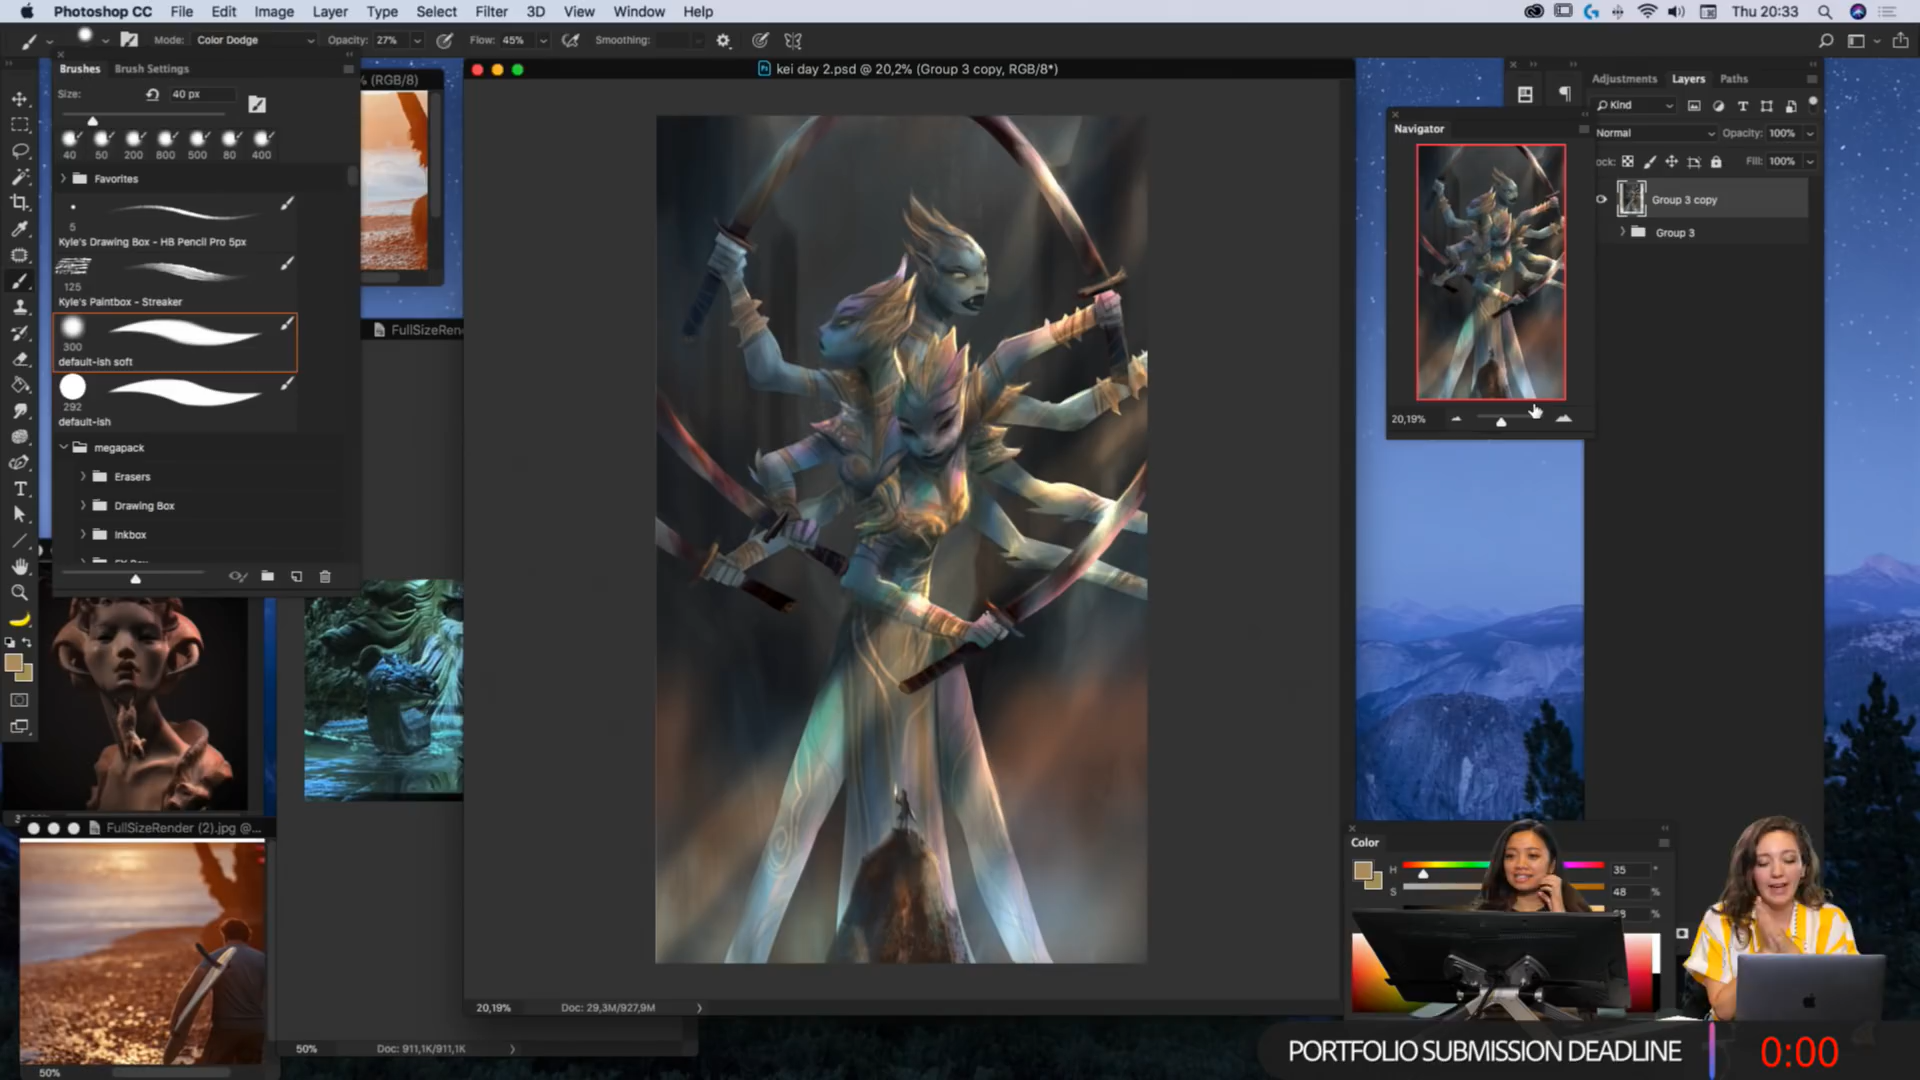 Photoshop CC File Edit Image Layer Type Select Filter 3D View Window Help Thu 20:33
Mode: Color Dodge Opacity: 27% Flow: 45% Smoothing:
Brushes Brush Settings
Size: 40 px
40 50 200 800 500 80 400
Favorites
5
Kyle's Drawing Box - HB Pencil Pro 5px
125
Kyle's Paintbox - Streaker
300
default-ish soft
292
default-ish
megapack
Erasers
Drawing Box
Inkbox
% (RGB/8)
FullSizeRen
kei day 2.psd @ 20,2% (Group 3 copy, RGB/8*)
20,19% Doc: 29,3M/927,9M
50% Doc: 911,1K/911,1K
FullSizeRender (2).jpg @...
50%
Navigator
20,19%
Adjustments Layers Paths
Kind
Normal Opacity: 100%
ock: Fill: 100%
Group 3 copy
Group 3
Color
H 35 °
S 48 %
%
PORTFOLIO SUBMISSION DEADLINE 0:00